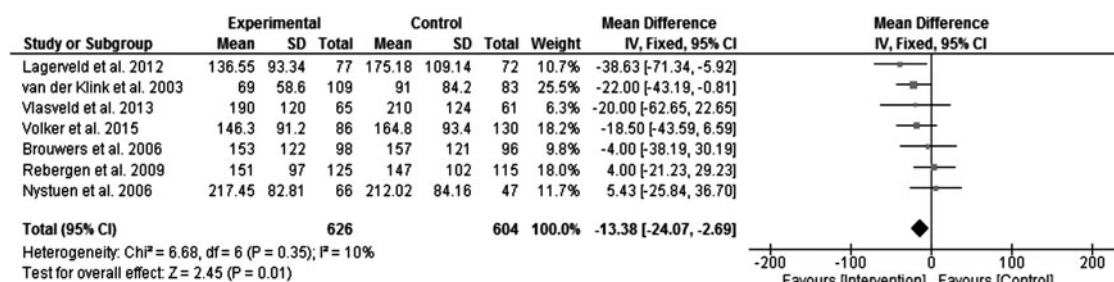 Experimental Control Mean Difference Mean Difference
Study or Subgroup Mean SD Total Mean SD Total Weight IV, Fixed, 95% CI IV, Fixed, 95% CI
Lagerveld et al. 2012 136.55 93.34 77 175.18 109.14 72 10.7% -38.63 [-71.34, -5.92]
van der Klink et al. 2003 69 58.6 109 91 84.2 83 25.5% -22.00 [-43.19, -0.81]
Vlasveld et al. 2013 190 120 65 210 124 61 6.3% -20.00 [-62.65, 22.65]
Volker et al. 2015 146.3 91.2 86 164.8 93.4 130 18.2% -18.50 [-43.59, 6.59]
Brouwers et al. 2006 153 122 98 157 121 96 9.8% -4.00 [-38.19, 30.19]
Rebergen et al. 2009 151 97 125 147 102 115 18.0% 4.00 [-21.23, 29.23]
Nystuen et al. 2006 217.45 82.81 66 212.02 84.16 47 11.7% 5.43 [-25.84, 36.70]
Total (95% CI) 626 604 100.0% -13.38 [-24.07, -2.69]
Heterogeneity: Chi² = 6.68, df = 6 (P = 0.35); I² = 10%
Test for overall effect: Z = 2.45 (P = 0.01)
-200 -100 0 100 200
Favours [Intervention] Favours [Control]